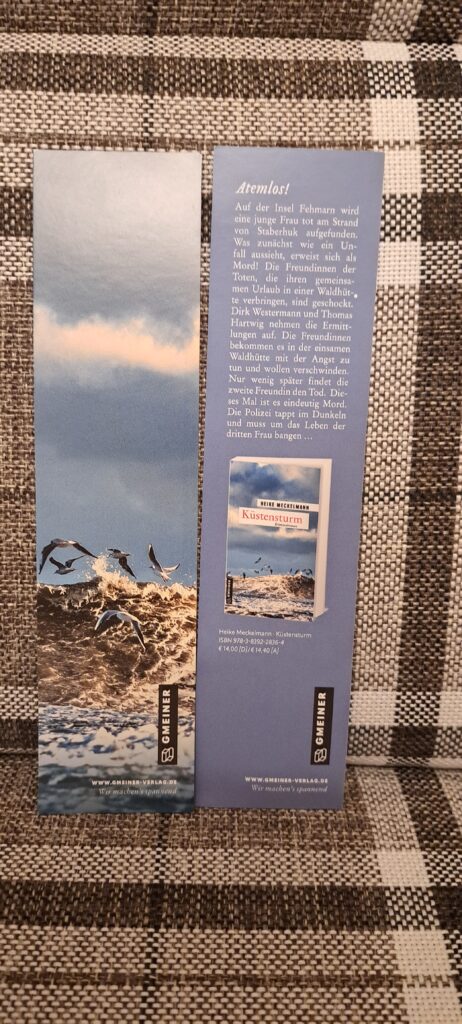 GMEINER
WWW.GMEINER-VERLAG.DE
Wir machen's spannend
Atemlos!
Auf der Insel Fehmarn wird
eine junge Frau tot am Strand
von Staberhuk aufgefunden.
Was zunächst wie ein Un-
fall aussieht, erweist sich als
Mord! Die Freundinnen der
Toten, die ihren gemeinsa-
men Urlaub in einer Waldhüt-
te verbringen, sind geschockt.
Dirk Westermann und Thomas
Hartwig nehmen die Ermitt-
lungen auf. Die Freundinnen
bekommen es in der einsamen
Waldhütte mit der Angst zu
tun und wollen verschwinden.
Nur wenig später findet die
zweite Freundin den Tod. Die-
ses Mal ist es eindeutig Mord.
Die Polizei tappt im Dunkeln
und muss um das Leben der
dritten Frau bangen ...
HEIKE MECKELMANN
Küstensturm
Heike Meckelmann · Küstensturm
ISBN 978-3-8392-2836-4
€ 14,00 [D]/ € 14,40 [A]
GMEINER
WWW.GMEINER-VERLAG.DE
Wir machen's spannend